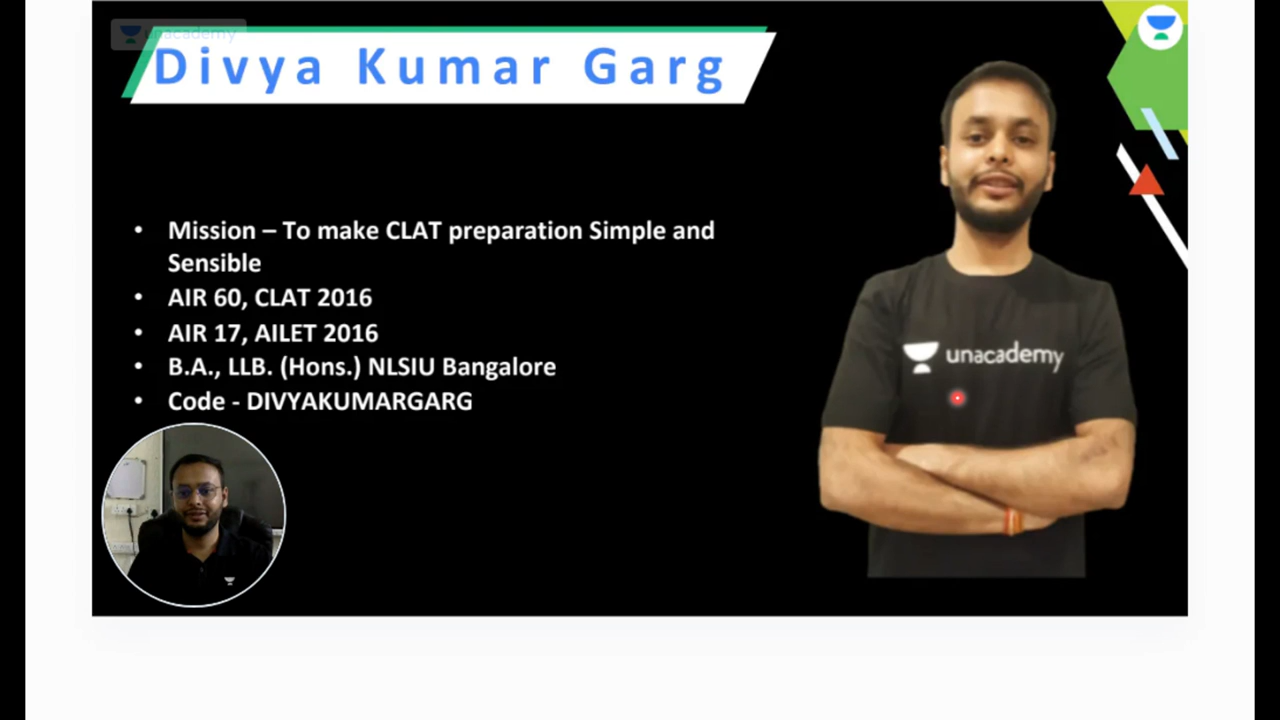 unacademy
Divya Kumar Garg
• Mission – To make CLAT preparation Simple and
Sensible
• AIR 60, CLAT 2016
• AIR 17, AILET 2016
• B.A., LLB. (Hons.) NLSIU Bangalore
• Code - DIVYAKUMARGARG
unacademy